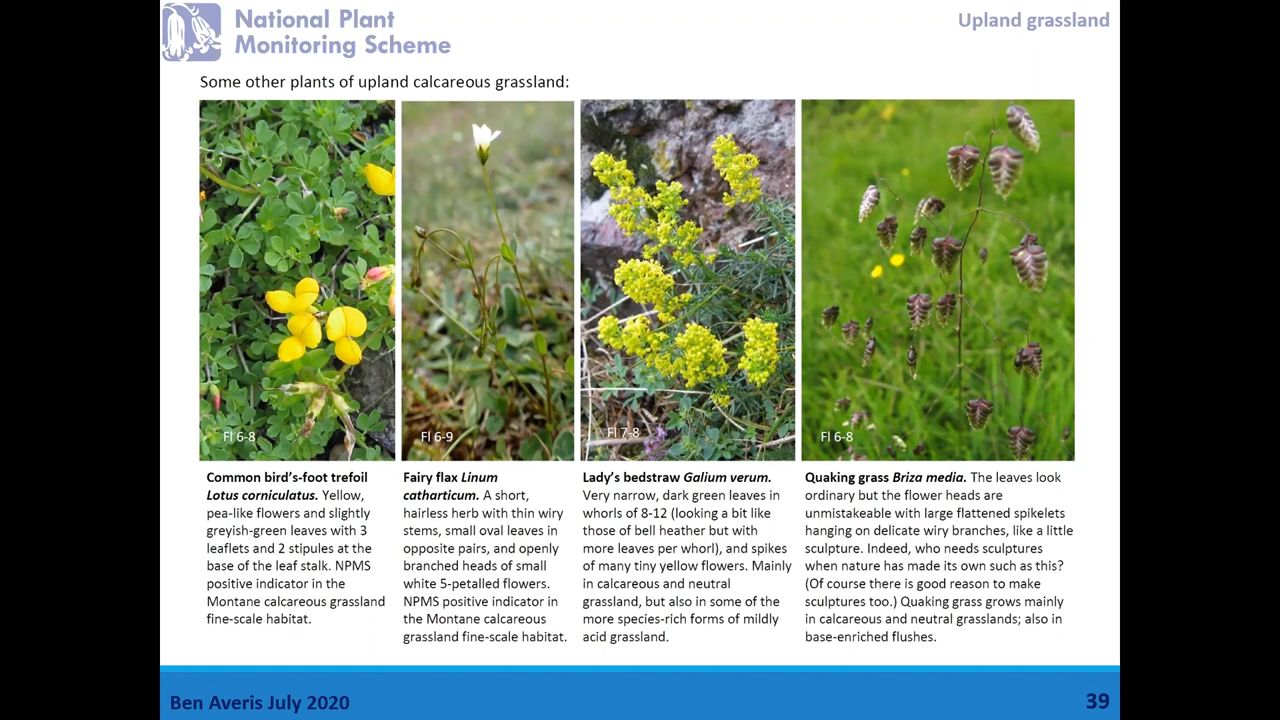 National Plant
Monitoring Scheme
Upland grassland
Some other plants of upland calcareous grassland:
Fl 6-8
Fl 6-9
Fl 7-8
Fl 6-8
Common bird's-foot trefoil
Lotus corniculatus. Yellow,
pea-like flowers and slightly
greyish-green leaves with 3
leaflets and 2 stipules at the
base of the leaf stalk. NPMS
positive indicator in the
Montane calcareous grassland
fine-scale habitat.
Fairy flax Linum
catharticum. A short,
hairless herb with thin wiry
stems, small oval leaves in
opposite pairs, and openly
branched heads of small
white 5-petalled flowers.
NPMS positive indicator in
the Montane calcareous
grassland fine-scale habitat.
Lady's bedstraw Galium verum.
Very narrow, dark green leaves in
whorls of 8-12 (looking a bit like
those of bell heather but with
more leaves per whorl), and spikes
of many tiny yellow flowers. Mainly
in calcareous and neutral
grassland, but also in some of the
more species-rich forms of mildly
acid grassland.
Quaking grass Briza media. The leaves look
ordinary but the flower heads are
unmistakeable with large flattened spikelets
hanging on delicate wiry branches, like a little
sculpture. Indeed, who needs sculptures
when nature has made its own such as this?
(Of course there is good reason to make
sculptures too.) Quaking grass grows mainly
in calcareous and neutral grasslands; also in
base-enriched flushes.
Ben Averis July 2020
39